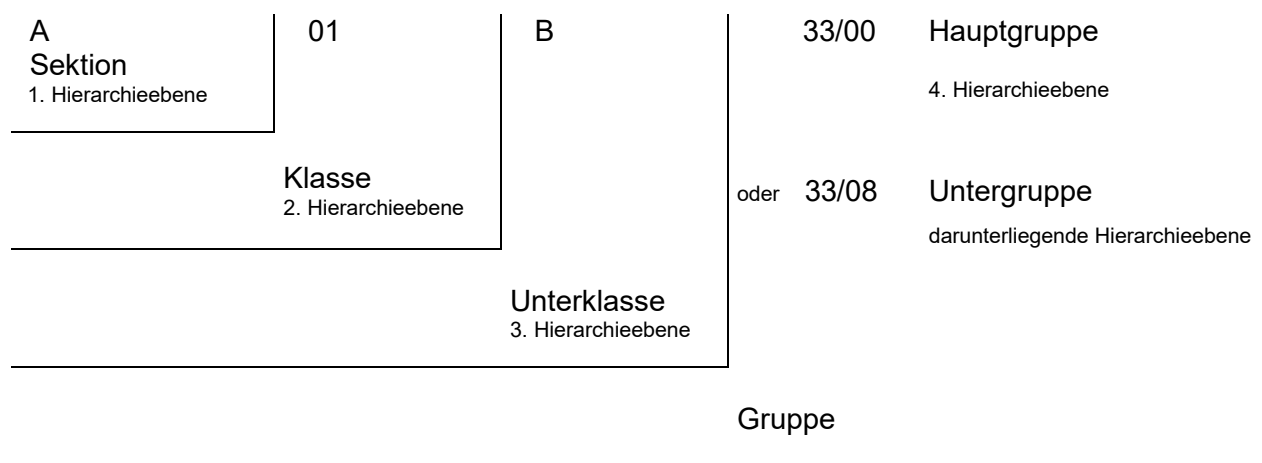 A 01 B 33/00 Hauptgruppe
Sektion
1. Hierarchieebene 4. Hierarchieebene
Klasse oder 33/08 Untergruppe
2. Hierarchieebene darunterliegende Hierarchieebene
Unterklasse
3. Hierarchieebene
Gruppe